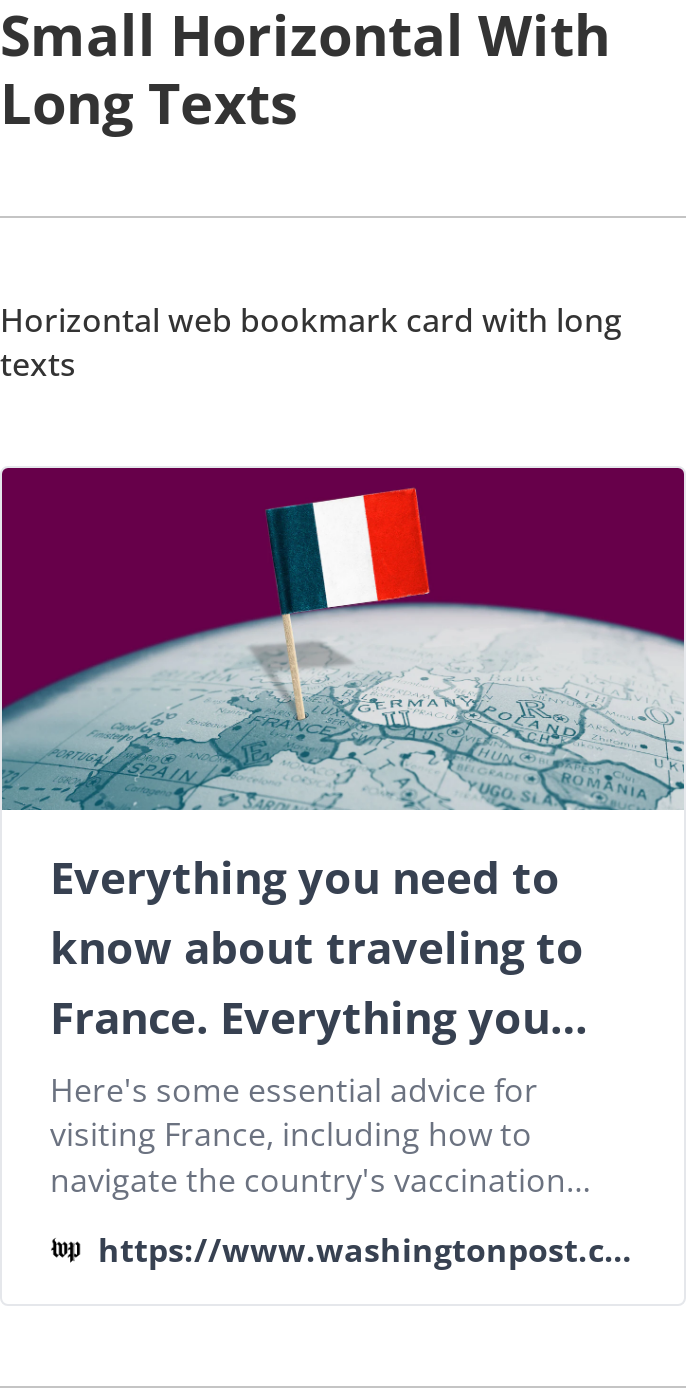 Small Horizontal With
Long Texts
Horizontal web bookmark card with long
texts
GERMANY
FRANCE
POLAND
PORTUGAL
SPAIN
CZECH
HUN
ROMANIA
YUGO. SLA.
Everything you need to
know about traveling to
France. Everything you...
Here's some essential advice for
visiting France, including how to
navigate the country's vaccination...
wp https://www.washingtonpost.c...